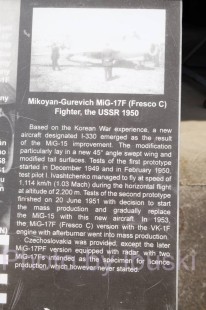 Mikoyan-Gurevich MiG-17F (Fresco C)
Fighter, the USSR 1950
Based on the Korean War experience, a new
aircraft designated I-330 emerged as the result
of the MiG-15 improvement. The modification
particularly lay in a new 45° angle swept wing and
modified tail surfaces. Tests of the first prototype
started in December 1949 and in February 1950,
test pilot I. Ivashtchenko managed to fly at speed of
1,114 km/h (1.03 Mach) during the horizontal flight
at altitude of 2,200 m. Tests of the second prototype
finished on 20 June 1951 with decision to start
the mass production and gradually replace
the MiG-15 with this new aircraft. In 1953,
the MiG-17F (Fresco C) version with the VK-1F
engine with afterburner went into mass production.
Czechoslovakia was provided, except the later
MiG-17PF version equipped with radar, with two
MiG-17Fs intended as the specimen for licence
production, which however never started.